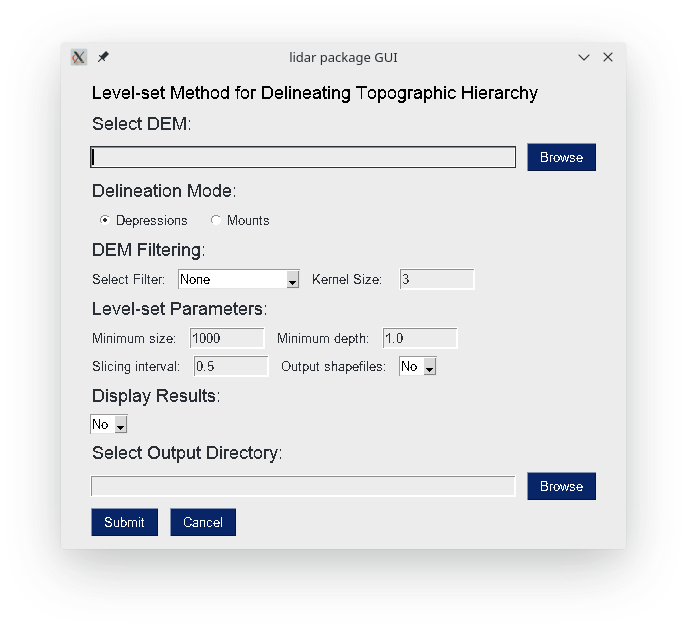 lidar package GUI
Level-set Method for Delineating Topographic Hierarchy
Select DEM:
Browse
Delineation Mode:
Depressions Mounts
DEM Filtering:
Select Filter: None Kernel Size: 3
Level-set Parameters:
Minimum size: 1000 Minimum depth: 1.0
Slicing interval: 0.5 Output shapefiles: No
Display Results:
No
Select Output Directory:
Browse
Submit Cancel